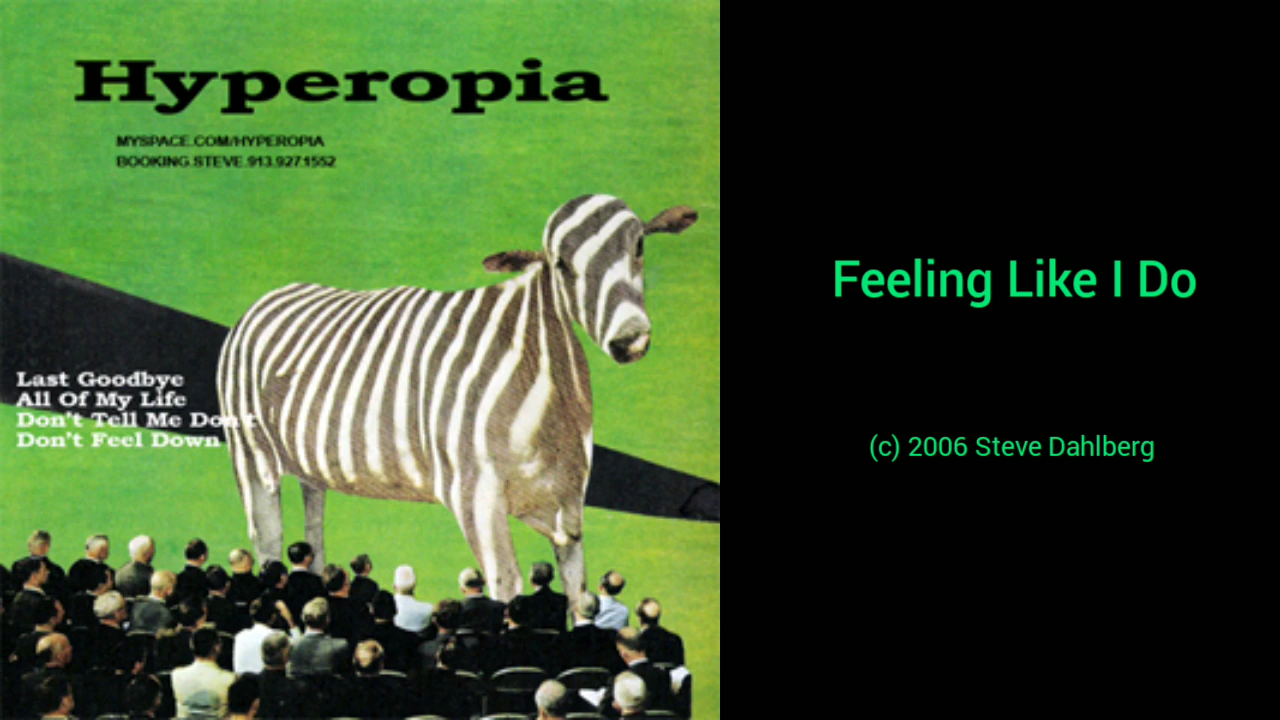 Hyperopia
MYSPACE.COM/HYPEROPIA
BOOKING.STEVE.913.927.1552
Last Goodbye
All Of My Life
Don't Tell Me Don't
Don't Feel Down
Feeling Like I Do
(c) 2006 Steve Dahlberg